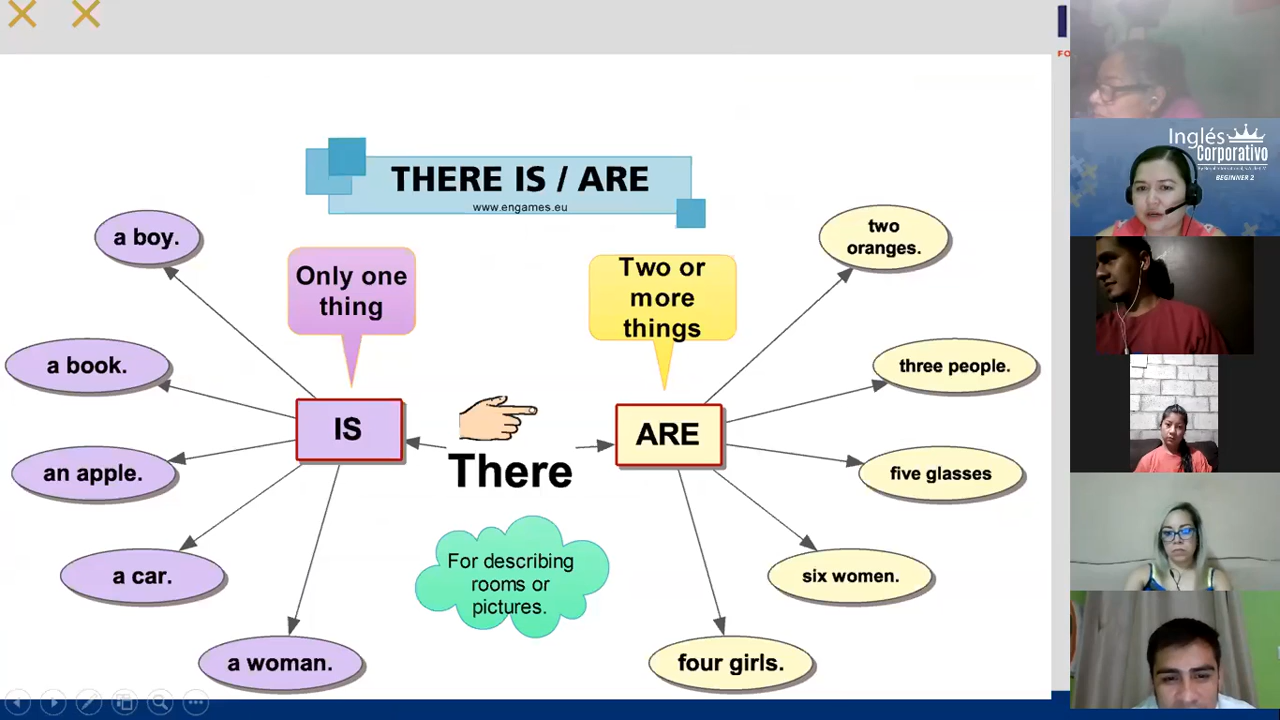 THERE IS / ARE
www.engames.eu
Only one
thing
Two or
more
things
a boy.
a book.
an apple.
a car.
a woman.
IS
There
ARE
two
oranges.
three people.
five glasses
six women.
four girls.
For describing
rooms or
pictures.
I
FO
Inglés
Corporativo
BEGINNER 2